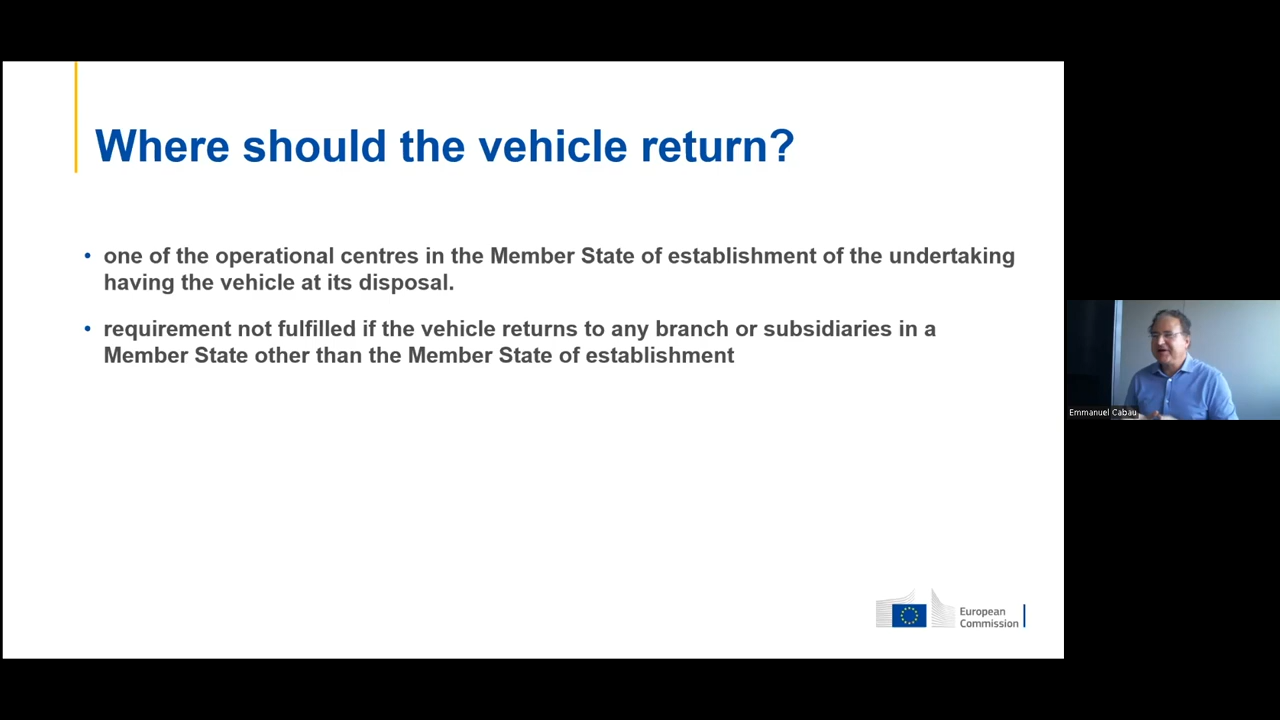 Where should the vehicle return?
• one of the operational centres in the Member State of establishment of the undertaking
having the vehicle at its disposal.
• requirement not fulfilled if the vehicle returns to any branch or subsidiaries in a
Member State other than the Member State of establishment
Emmanuel Cabau
European
Commission